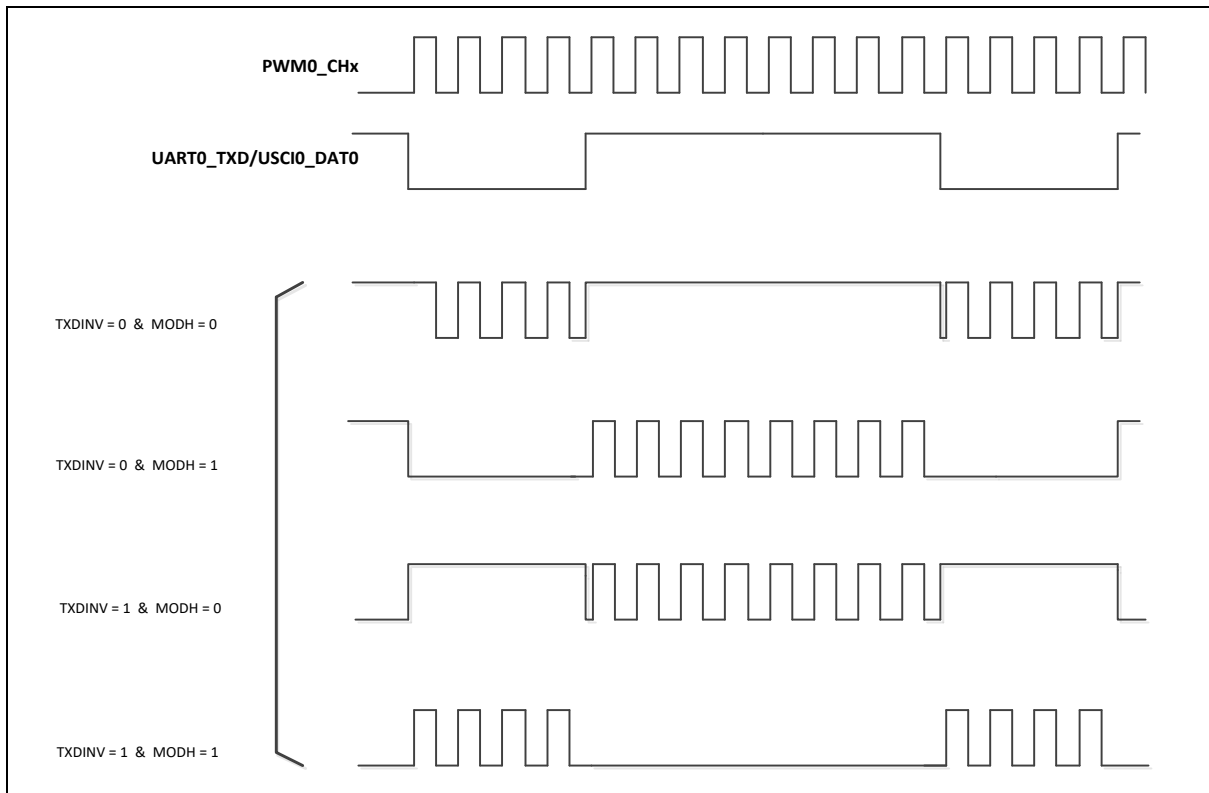 PWM0_CHx
UART0_TXD/USCI0_DAT0
TXDINV = 0 & MODH = 0
TXDINV = 0 & MODH = 1
TXDINV = 1 & MODH = 0
TXDINV = 1 & MODH = 1